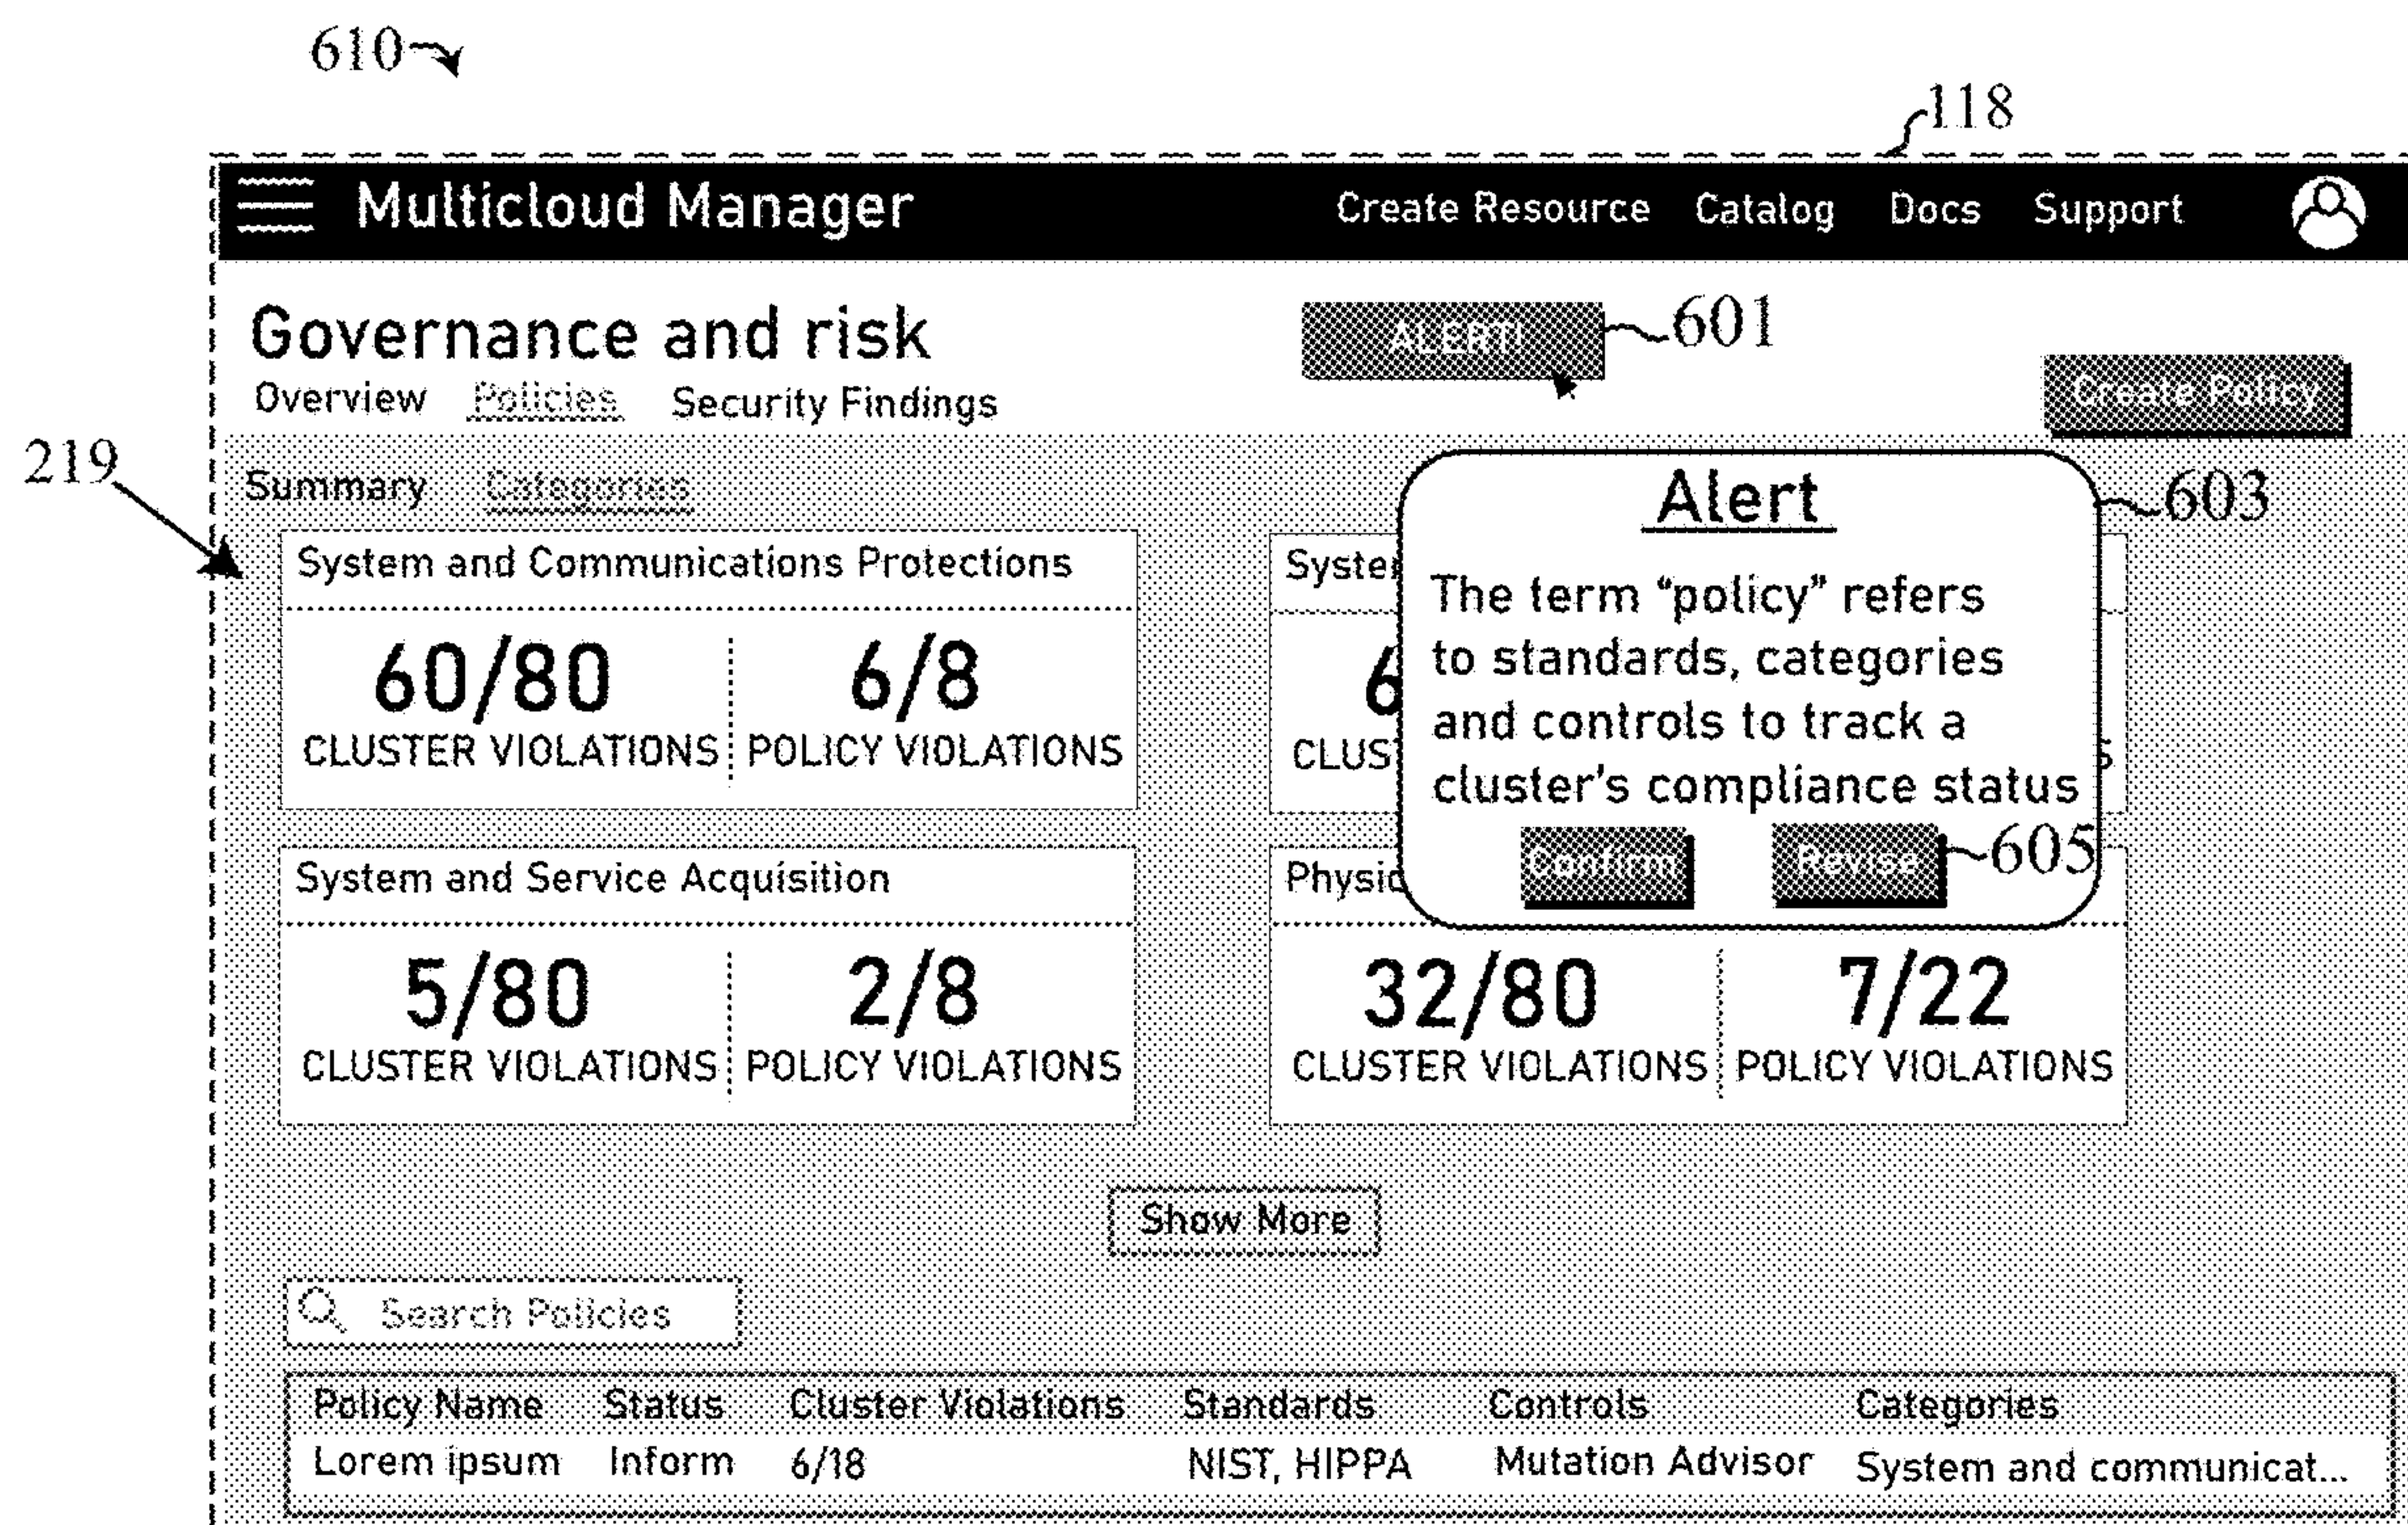 610
118
Multicloud Manager Create Resource Catalog Docs Support
Governance and risk
ALERT! 601
Overview Policies Security Findings
Create Policy
219
Summary Categories
Alert
603
System and Communications Protections
The term “policy” refers
to standards, categories
and controls to track a
cluster's compliance status
60/80 6/8
CLUSTER VIOLATIONS POLICY VIOLATIONS
Confirm Revise 605
System and Service Acquisition
5/80 2/8 32/80 7/22
CLUSTER VIOLATIONS POLICY VIOLATIONS CLUSTER VIOLATIONS POLICY VIOLATIONS
Show More
Search Policies
Policy Name Status Cluster Violations Standards Controls Categories
Lorem ipsum Inform 6/18 NIST, HIPPA Mutation Advisor System and communicat...